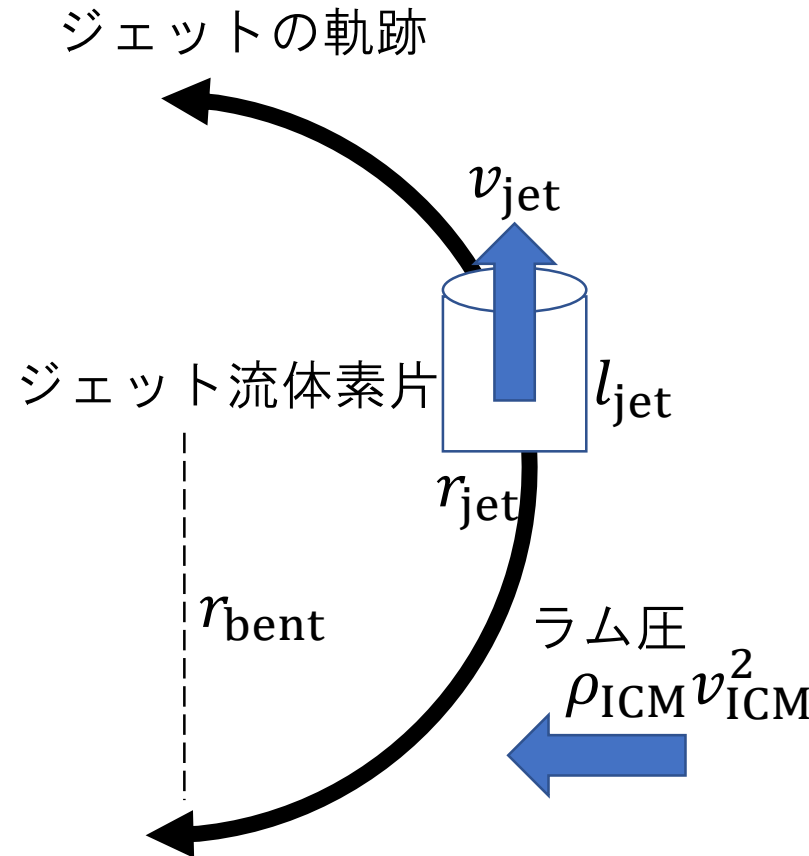 ジェットの軌跡
v_jet
ジェット流体素片
l_jet
r_jet
r_bent
ラム圧
ρ_ICM v_ICM^2